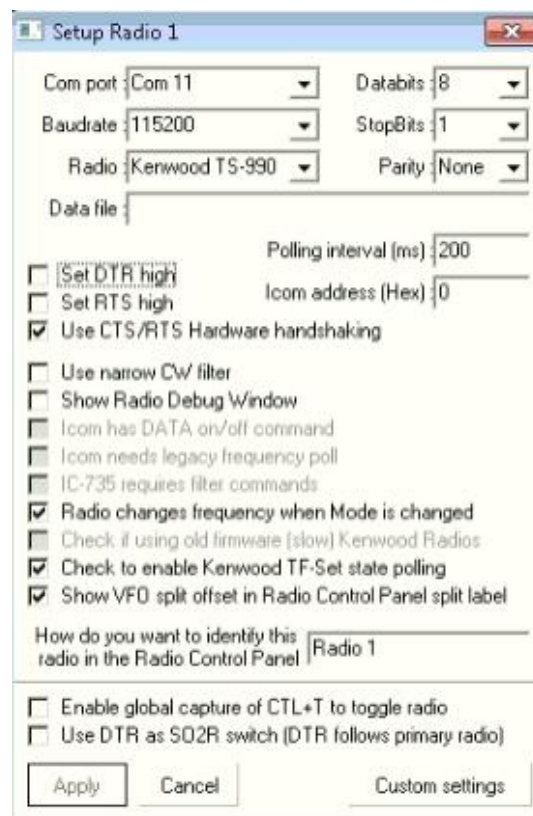 Setup Radio 1
Com port : Com 11 Databits : 8
Baudrate : 115200 StopBits : 1
Radio : Kenwood TS-990 Parity : None
Data file :
Polling interval (ms) : 200
Set DTR high
Icom address (Hex) : 0
Set RTS high
Use CTS/RTS Hardware handshaking
Use narrow CW filter
Show Radio Debug Window
Icom has DATA on/off command
Icom needs legacy frequency poll
IC-735 requires filter commands
Radio changes frequency when Mode is changed
Check if using old firmware (slow) Kenwood Radios
Check to enable Kenwood TF-Set state polling
Show VFO split offset in Radio Control Panel split label
How do you want to identify this
radio in the Radio Control Panel
Radio 1
Enable global capture of CTL+T to toggle radio
Use DTR as SO2R switch (DTR follows primary radio)
Apply Cancel Custom settings